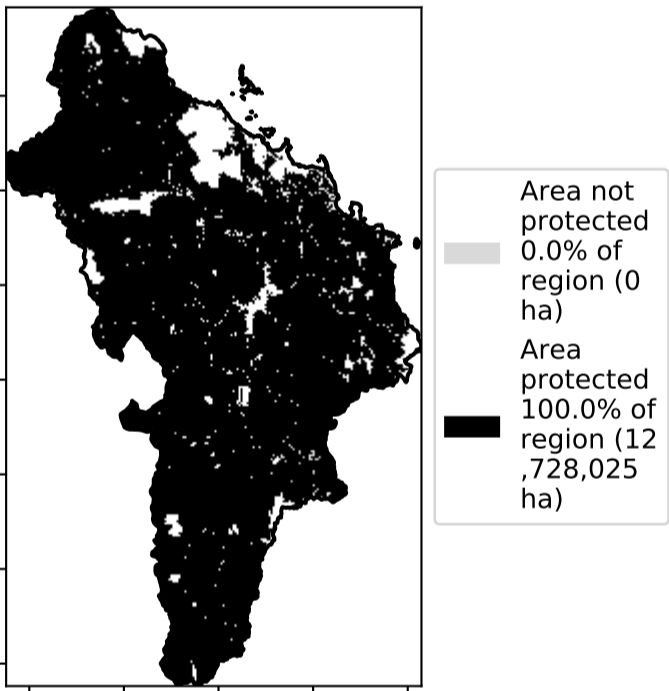 Area not
protected
0.0% of
region (0
ha)
Area
protected
100.0% of
region (12
,728,025
ha)